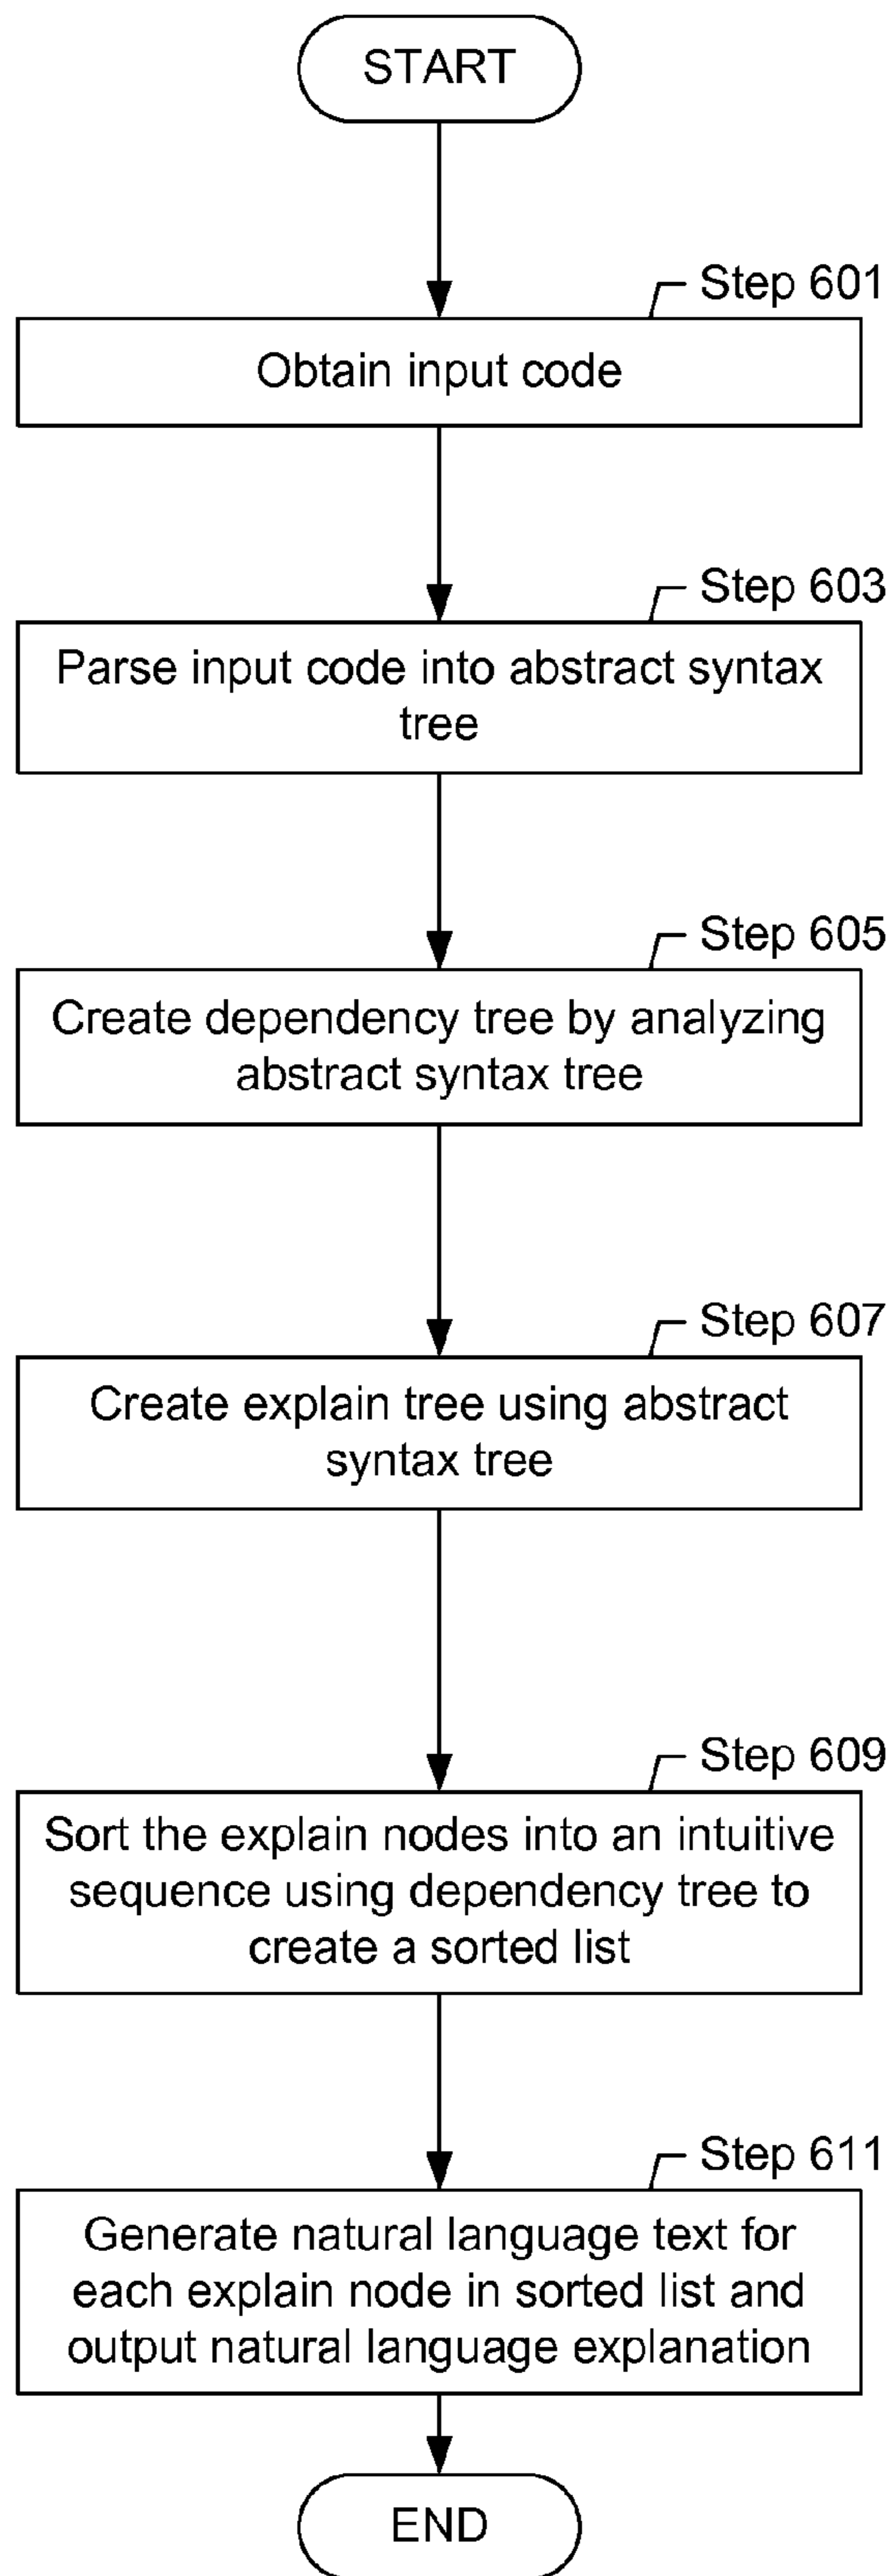 START
Step 601
Obtain input code
Step 603
Parse input code into abstract syntax
tree
Step 605
Create dependency tree by analyzing
abstract syntax tree
Step 607
Create explain tree using abstract
syntax tree
Step 609
Sort the explain nodes into an intuitive
sequence using dependency tree to
create a sorted list
Step 611
Generate natural language text for
each explain node in sorted list and
output natural language explanation
END